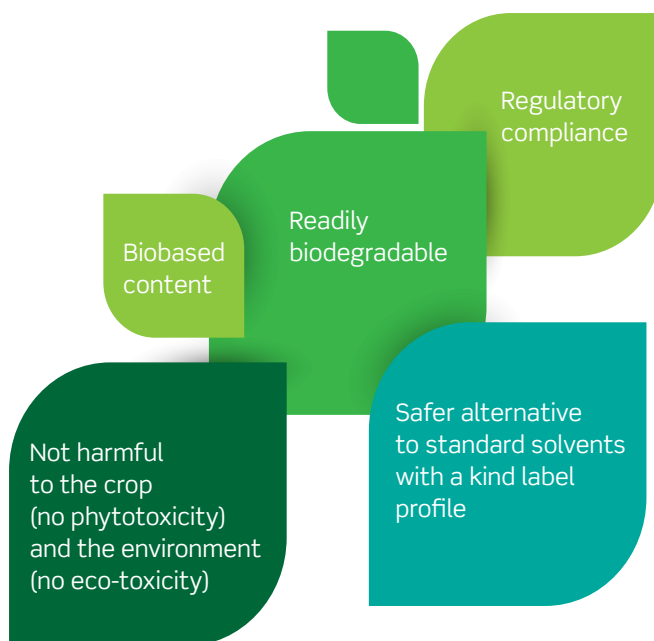 Regulatory
compliance
Readily
biodegradable
Biobased
content
Safer alternative
to standard solvents
with a kind label
profile
Not harmful
to the crop
(no phytotoxicity)
and the environment
(no eco-toxicity)